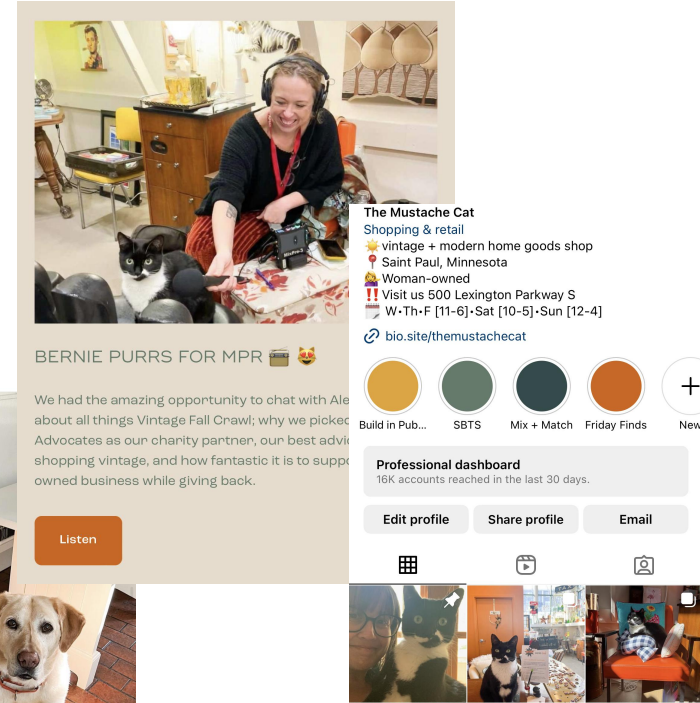 BERNIE PURRS FOR MPR 📻 😻
We had the amazing opportunity to chat with Ale
about all things Vintage Fall Crawl; why we picked
Advocates as our charity partner, our best advic
shopping vintage, and how fantastic it is to suppo
owned business while giving back.
Listen
The Mustache Cat
Shopping & retail
☀️vintage + modern home goods shop
📍Saint Paul, Minnesota
🙋‍♀️Woman-owned
‼️Visit us 500 Lexington Parkway S
🗓️ W•Th•F [11-6]•Sat [10-5]•Sun [12-4]
bio.site/themustachecat
Build in Pub...
SBTS
Mix + Match
Friday Finds
New
Professional dashboard
16K accounts reached in the last 30 days.
Edit profile
Share profile
Email